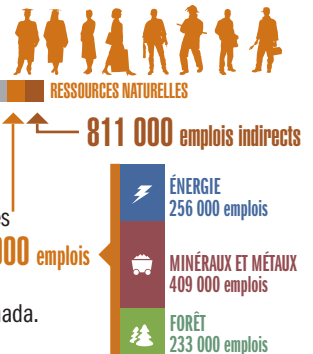 RESSOURCES NATURELLES
811 000 emplois indirects
ÉNERGIE
256 000 emplois
000 emplois
MINÉRAUX ET MÉTAUX
409 000 emplois
FORÊT
233 000 emplois